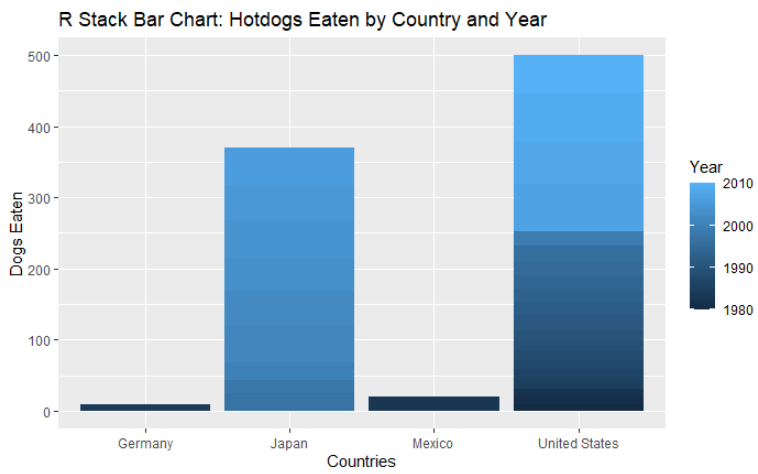 R Stack Bar Chart: Hotdogs Eaten by Country and Year
500
400
300
200
100
0
Dogs Eaten
Germany
Japan
Mexico
United States
Countries
Year
2010
2000
1990
1980